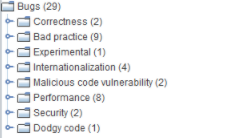 Bugs (29)
Correctness (2)
Bad practice (9)
Experimental (1)
Internationalization (4)
Malicious code vulnerability (2)
Performance (8)
Security (2)
Dodgy code (1)